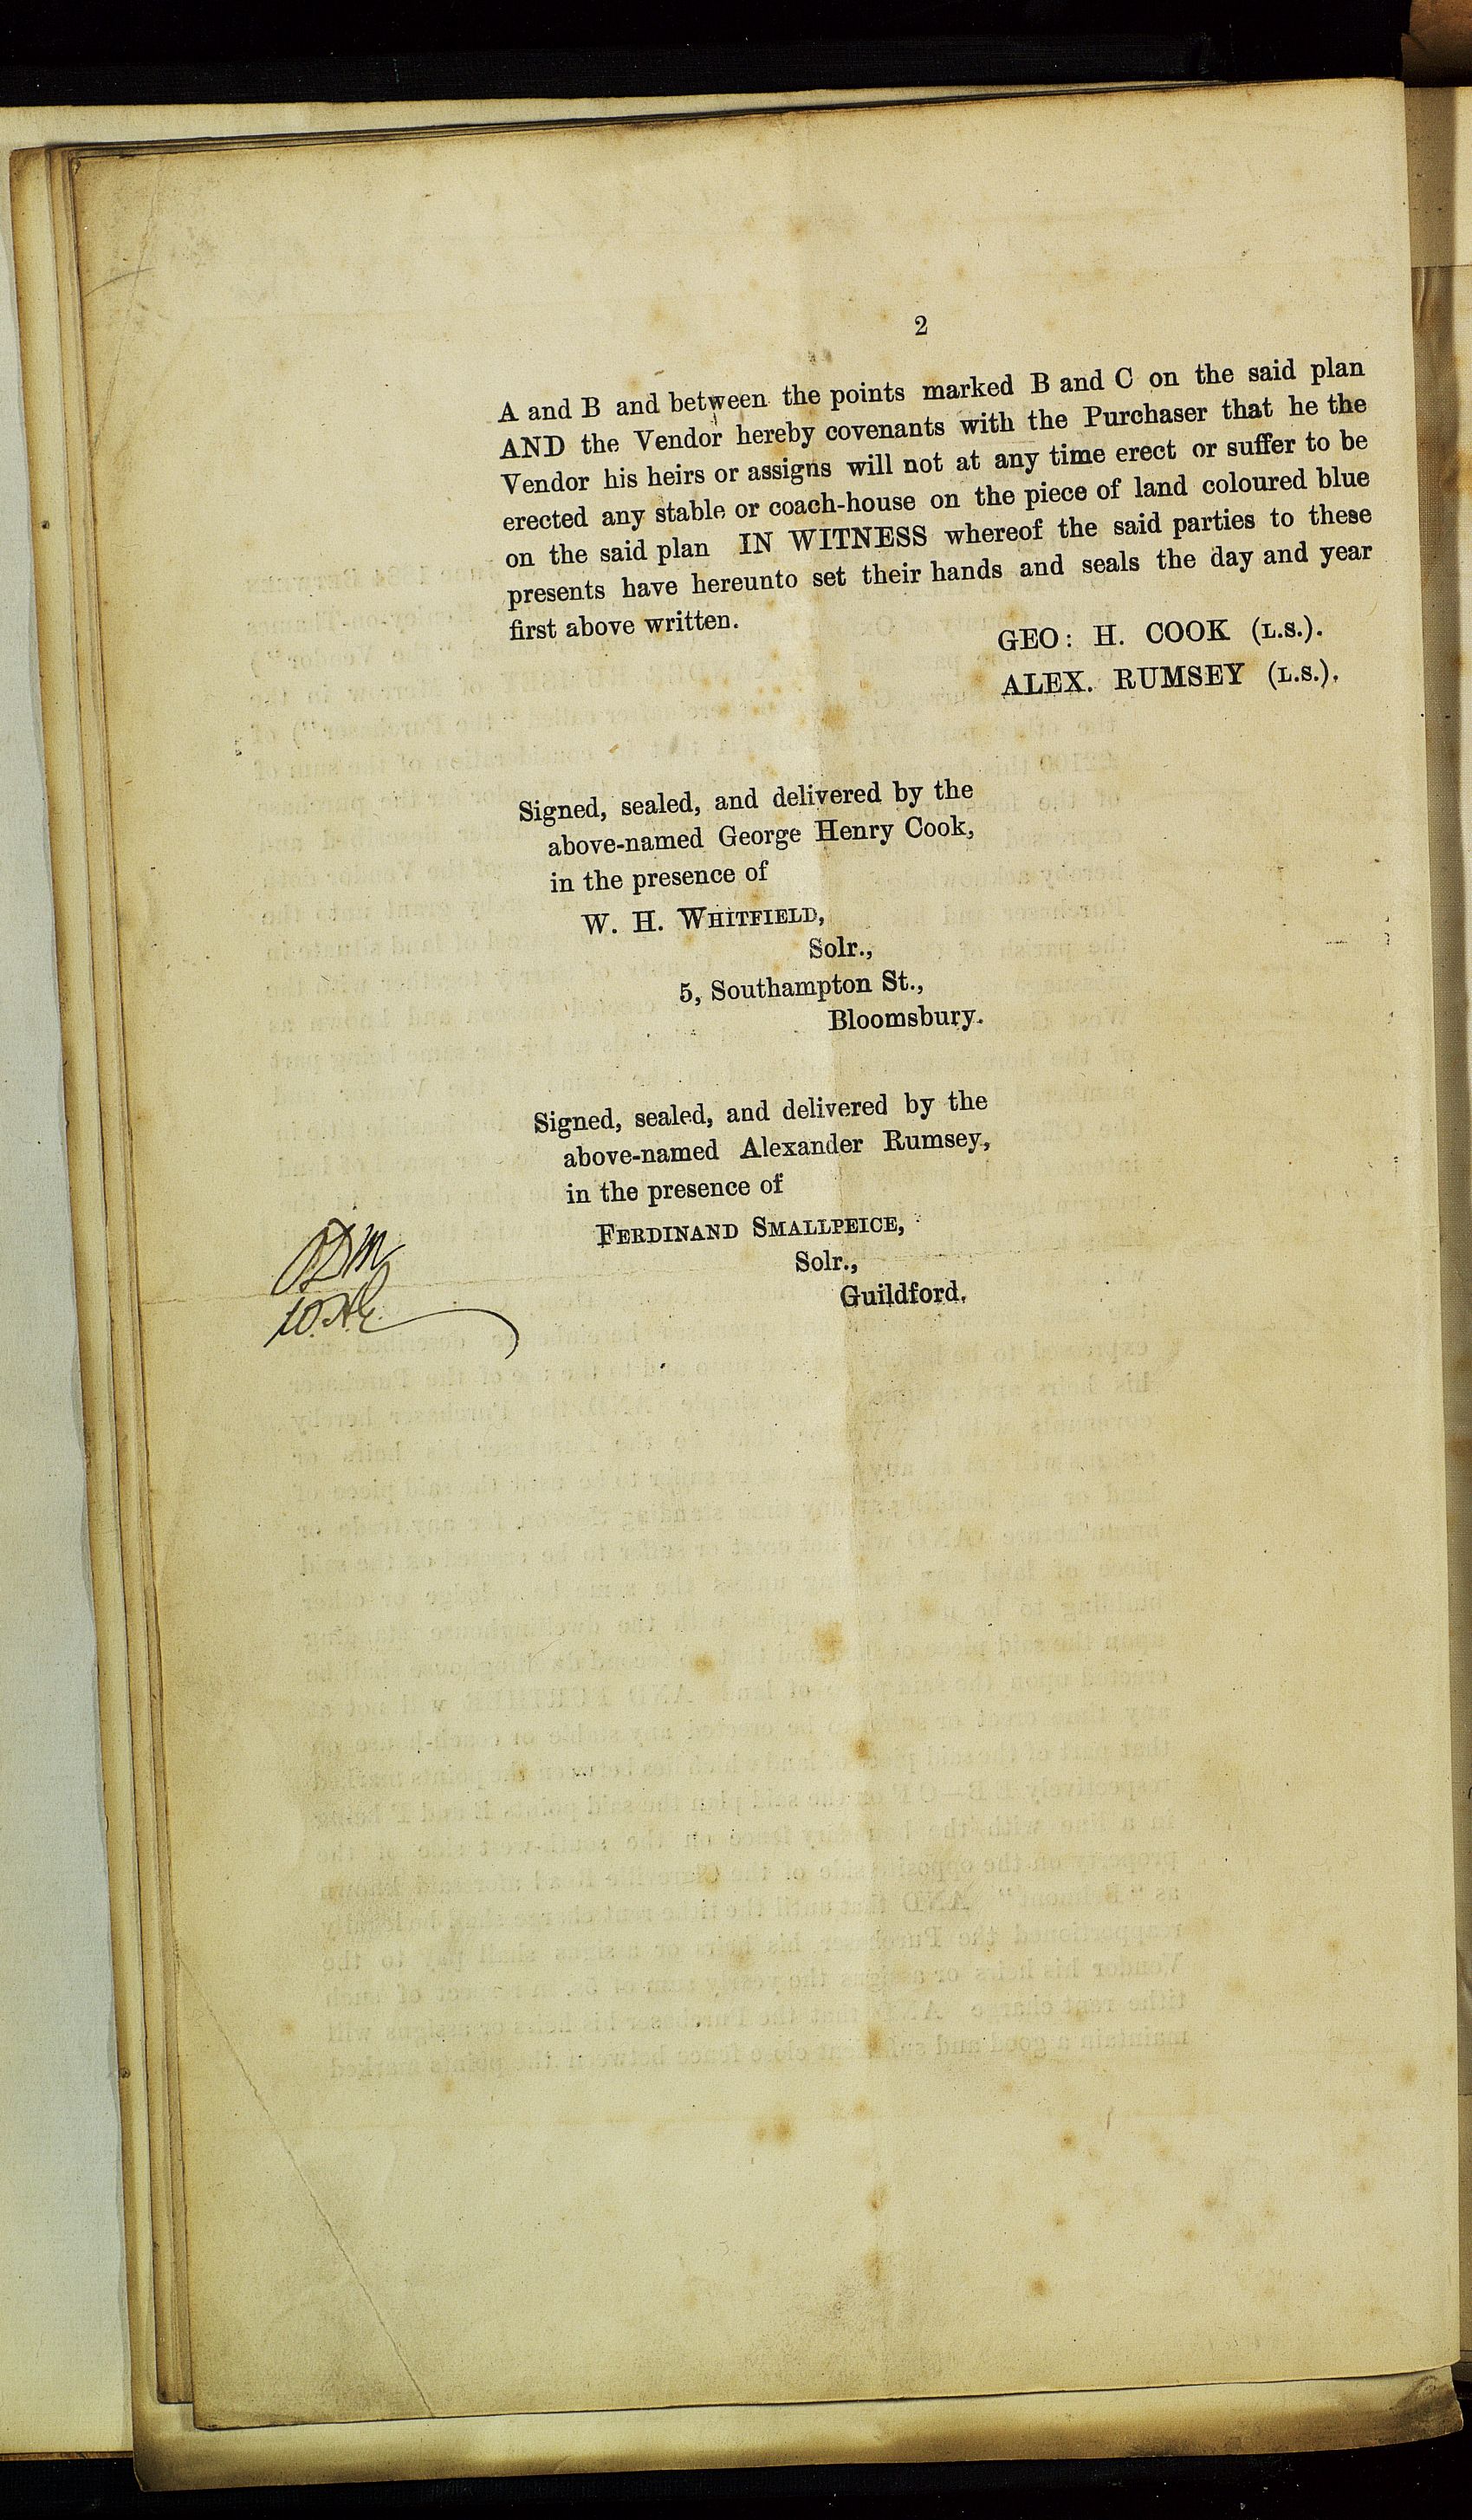 2
A and B and between the points marked B and C on the said plan
AND the Vendor hereby covenants with the Purchaser that he the
Vendor his heirs or assigns will not at any time erect or suffer to be
erected any stable or coach-house on the piece of land coloured blue
on the said plan IN WITNESS whereof the said parties to these
presents have hereunto set their hands and seals the day and year
first above written.
GEO: H. COOK (L.S.).
ALEX. RUMSEY (L.S.).
Signed, sealed, and delivered by the
above-named George Henry Cook,
in the presence of
W. H. WHITFIELD,
Solr.,
5, Southampton St.,
Bloomsbury.
Signed, sealed, and delivered by the
above-named Alexander Rumsey,
in the presence of
FERDINAND SMALLPEICE,
Solr.,
Guildford.